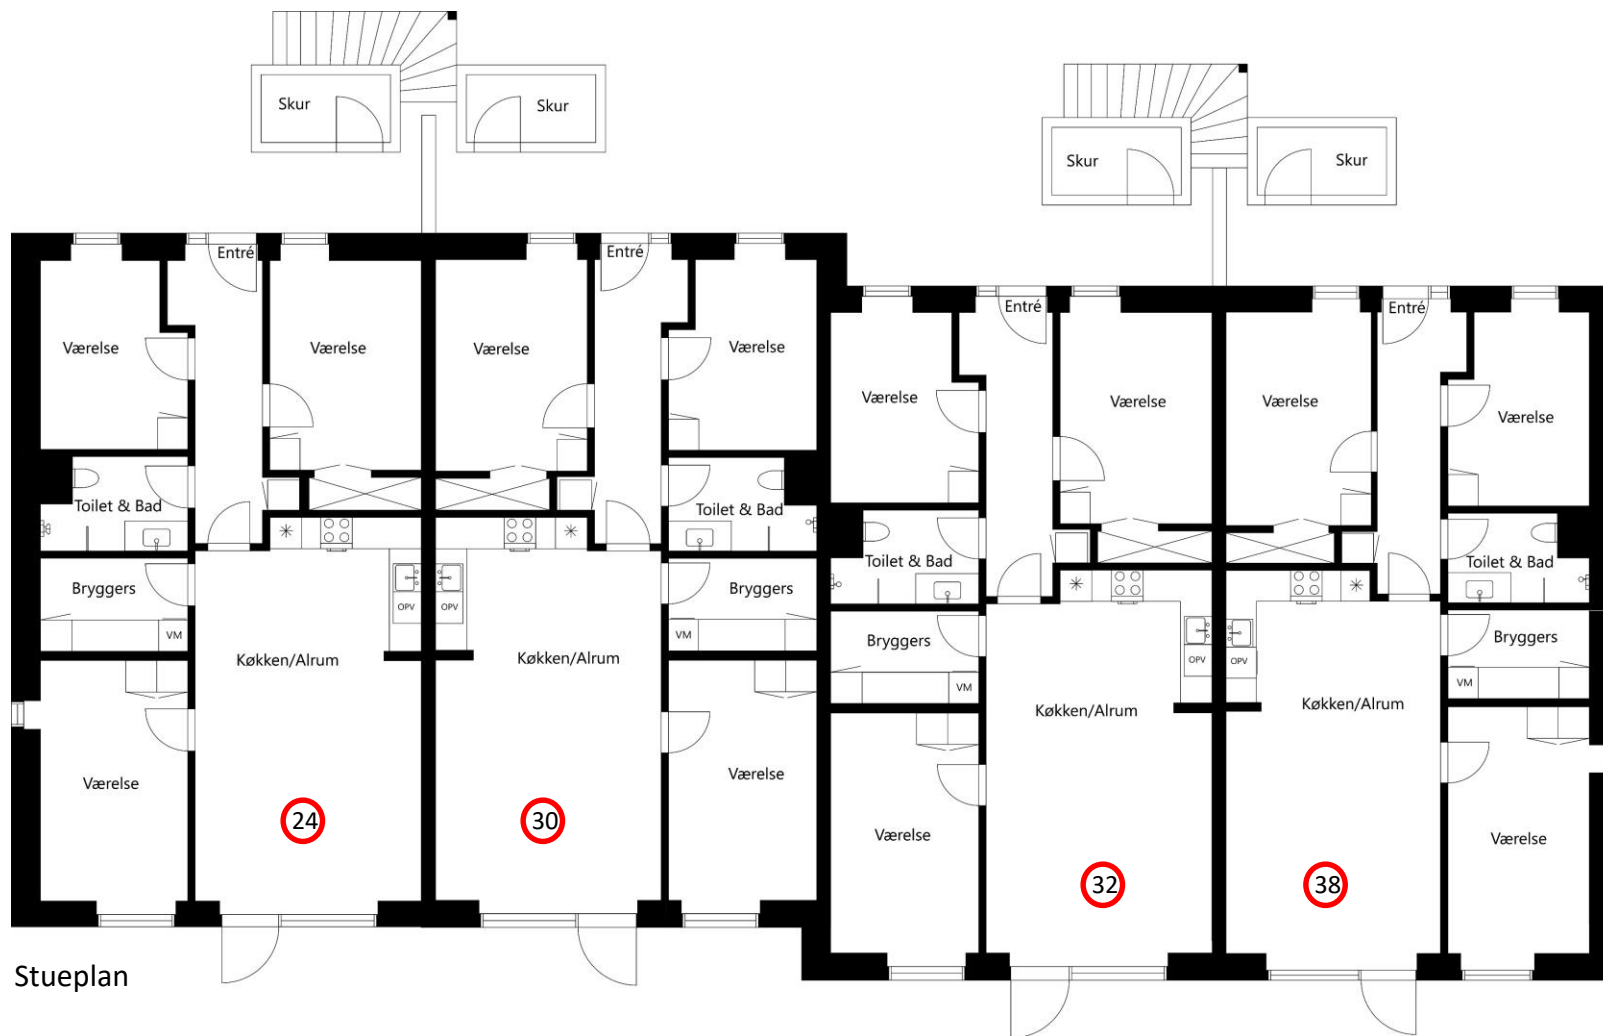 Skur
Skur
Skur
Skur
Entré
Entré
Entré
Entré
Værelse
Værelse
Værelse
Værelse
Værelse
Værelse
Værelse
Værelse
Toilet & Bad
Toilet & Bad
Toilet & Bad
Toilet & Bad
Bryggers
OPV
OPV
Bryggers
VM
VM
Bryggers
OPV
OPV
Bryggers
VM
VM
Køkken/Alrum
Køkken/Alrum
Køkken/Alrum
Køkken/Alrum
Værelse
Værelse
Værelse
Værelse
24
30
32
38
Stueplan